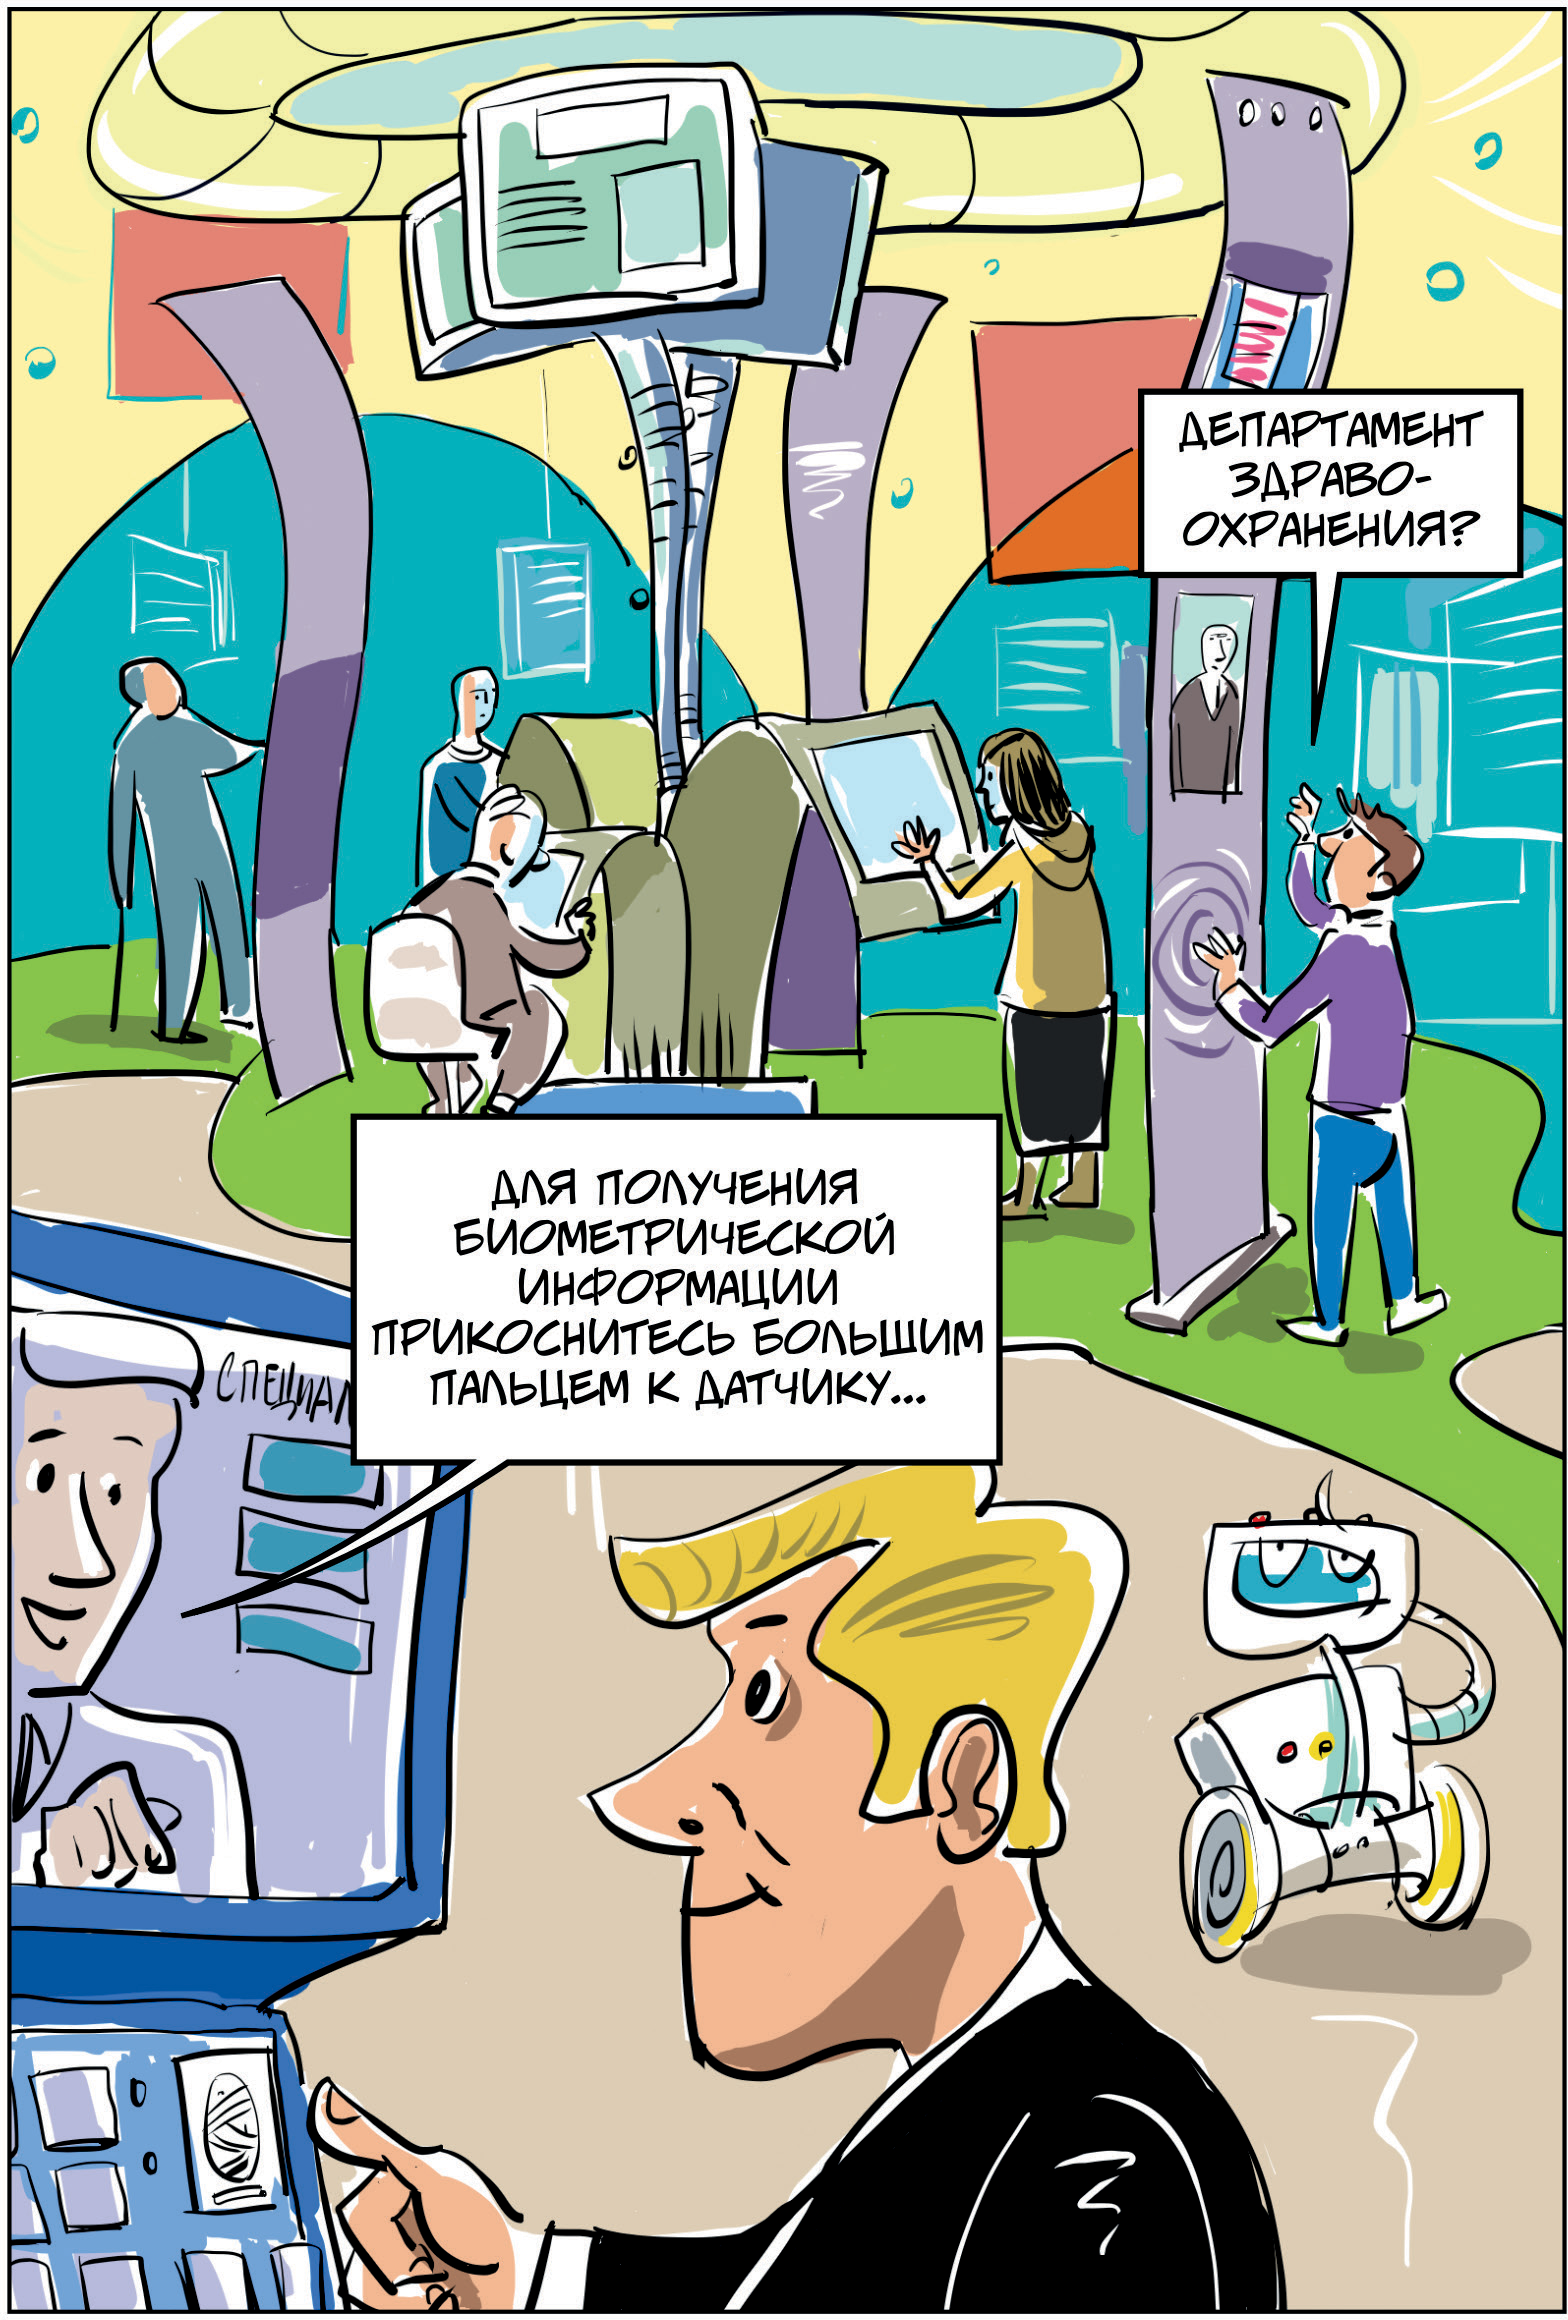 ДЕПАРТАМЕНТ
ЗДРАВО-
ОХРАНЕНИЯ?
ДЛЯ ПОЛУЧЕНИЯ
БИОМЕТРИЧЕСКОЙ
ИНФОРМАЦИИ
ПРИКОСНИТЕСЬ БОЛЬШИМ
ПАЛЬЦЕМ К ДАТЧИКУ...
СПЕЦИАЛ